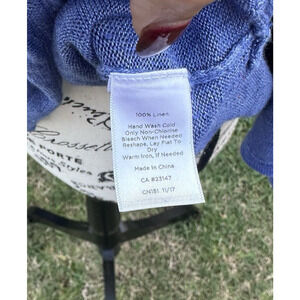 100% Linen
Hand Wash Cold
Only Non-Chlorine
Bleach When Needed
Reshape, Lay Flat To
Dry
Warm Iron, If Needed
Made In China
CA #23147
CN151 11/17